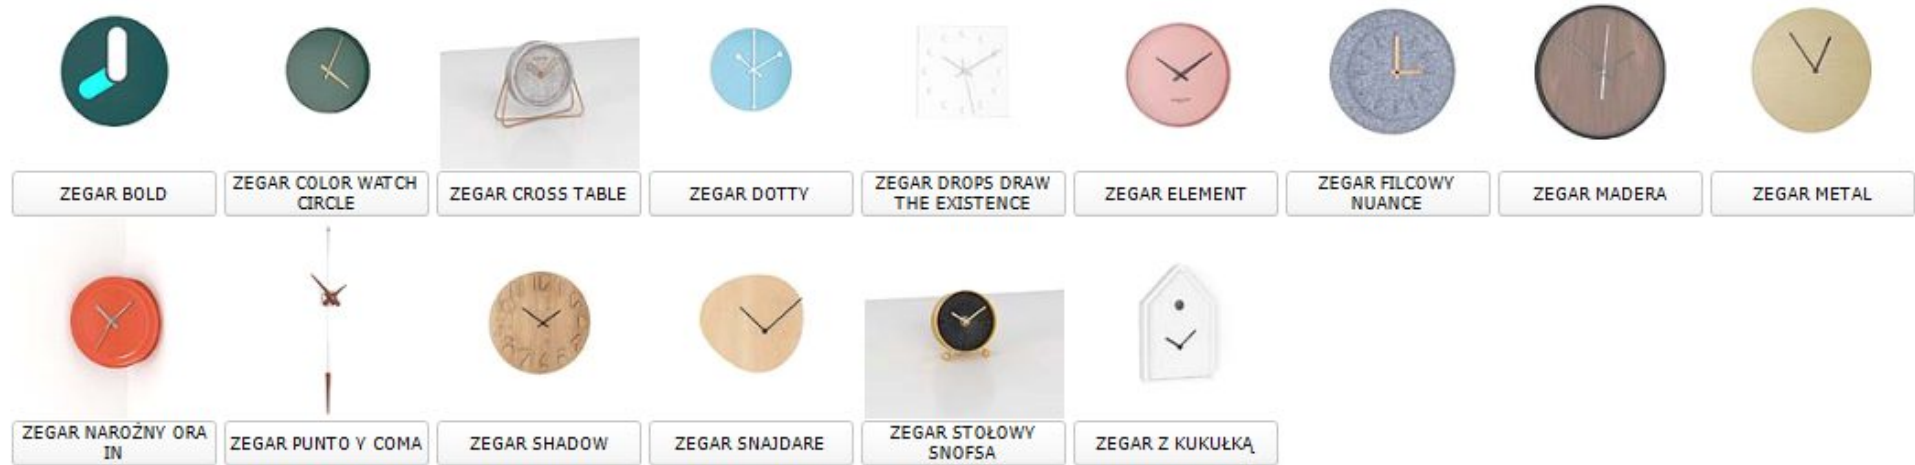 ZEGAR BOLD
ZEGAR COLOR WATCH
CIRCLE
ZEGAR CROSS TABLE
ZEGAR DOTTY
ZEGAR DROPS DRAW
THE EXISTENCE
ZEGAR ELEMENT
ZEGAR FILCOWY
NUANCE
ZEGAR MADERA
ZEGAR METAL
ZEGAR NAROŻNY ORA
IN
ZEGAR PUNTO Y COMA
ZEGAR SHADOW
ZEGAR SNAJDARE
ZEGAR STOŁOWY
SNOFSA
ZEGAR Z KUKUŁKĄ